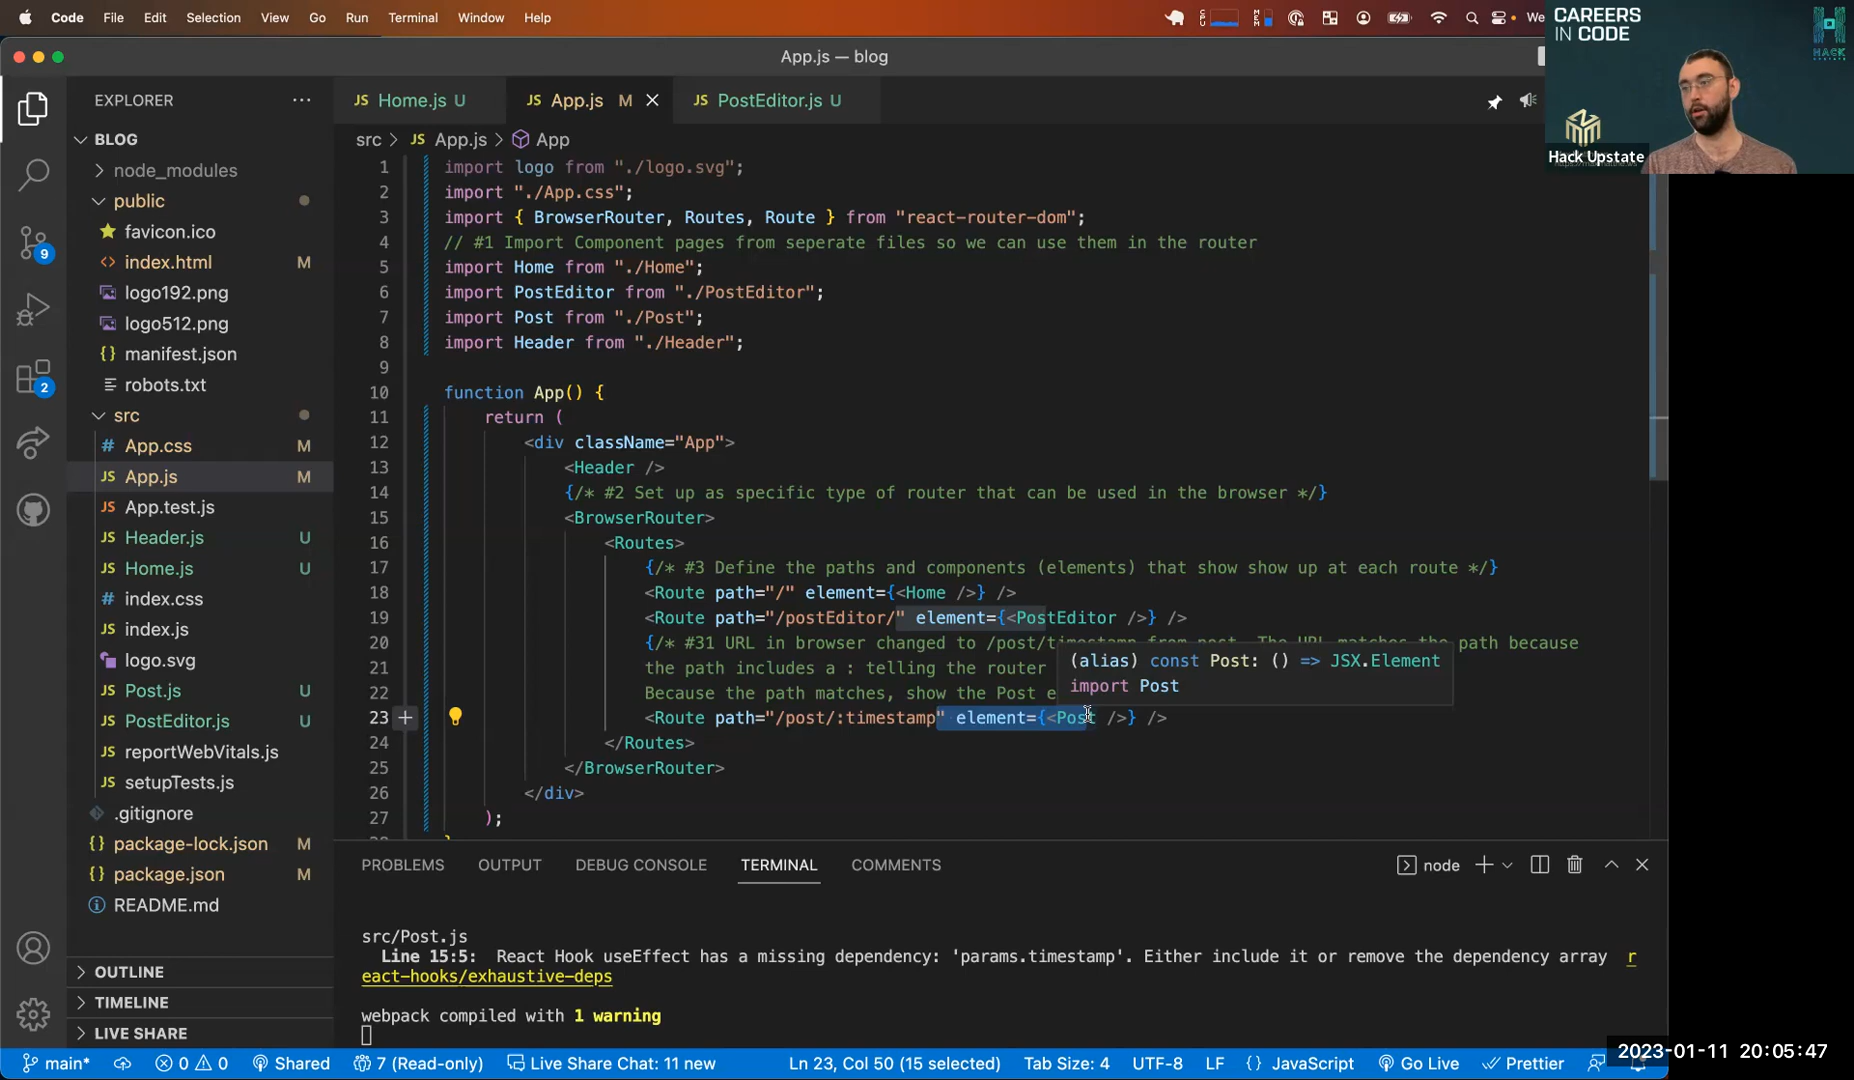 Code File Edit Selection View Go Run Terminal Window Help
CPU MEM We
CAREERS
IN CODE
HACK
UPSTATE
Hack Upstate
App.js — blog
EXPLORER
Home.js U App.js M PostEditor.js U
src > App.js > App
BLOG
node_modules
public
favicon.ico
index.html M
logo192.png
logo512.png
manifest.json
robots.txt
src
App.css M
App.js M
App.test.js
Header.js U
Home.js U
index.css
index.js
logo.svg
Post.js U
PostEditor.js U
reportWebVitals.js
setupTests.js
.gitignore
package-lock.json M
package.json M
README.md
OUTLINE
TIMELINE
LIVE SHARE
9
2
1 import logo from "./logo.svg";
2 import "./App.css";
3 import { BrowserRouter, Routes, Route } from "react-router-dom";
4 // #1 Import Component pages from seperate files so we can use them in the router
5 import Home from "./Home";
6 import PostEditor from "./PostEditor";
7 import Post from "./Post";
8 import Header from "./Header";
9
10 function App() {
11 return (
12 <div className="App">
13 <Header />
14 {/* #2 Set up as specific type of router that can be used in the browser */}
15 <BrowserRouter>
16 <Routes>
17 {/* #3 Define the paths and components (elements) that show show up at each route */}
18 <Route path="/" element={<Home />} />
19 <Route path="/postEditor/" element={<PostEditor />} />
20 {/* #31 URL in browser changed to /post/timestamp from post. The URL matches the path because
21 the path includes a : telling the router
22 Because the path matches, show the Post e
23 <Route path="/post/:timestamp" element={<Post />} />
24 </Routes>
25 </BrowserRouter>
26 </div>
27 );
(alias) const Post: () => JSX.Element
import Post
PROBLEMS OUTPUT DEBUG CONSOLE TERMINAL COMMENTS
node
src/Post.js
Line 15:5: React Hook useEffect has a missing dependency: 'params.timestamp'. Either include it or remove the dependency array r
eact-hooks/exhaustive-deps
webpack compiled with 1 warning
main* 0 0 Shared 7 (Read-only) Live Share Chat: 11 new Ln 23, Col 50 (15 selected) Tab Size: 4 UTF-8 LF {} JavaScript Go Live Prettier
2023-01-11 20:05:47